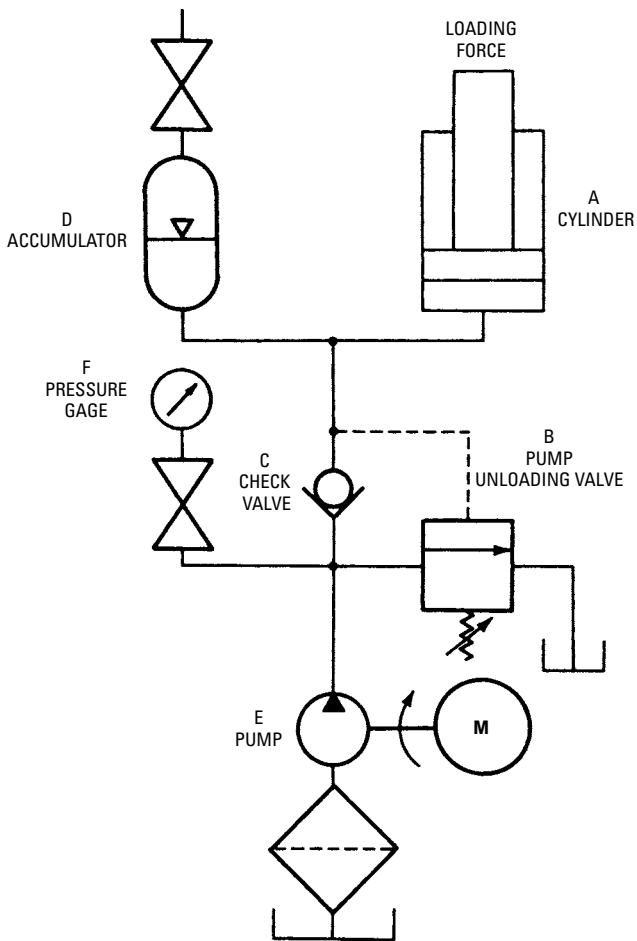 LOADING
FORCE
A
CYLINDER
D
ACCUMULATOR
F
PRESSURE
GAGE
B
PUMP
UNLOADING VALVE
C
CHECK
VALVE
E
PUMP
M